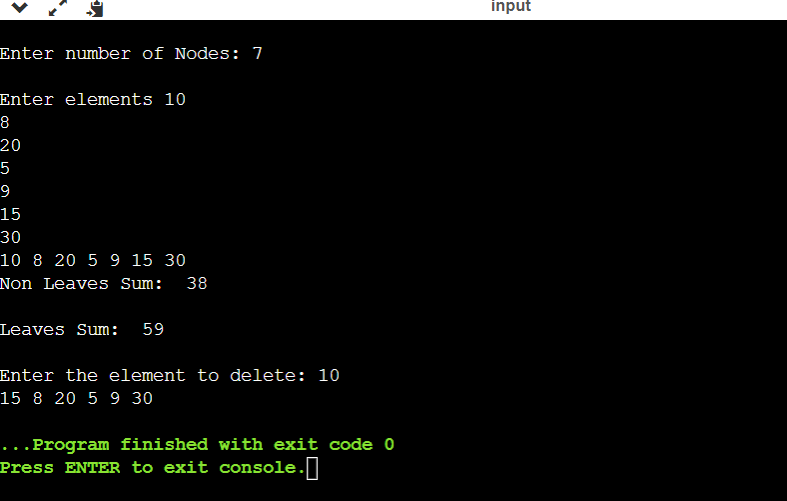 input
Enter number of Nodes: 7
Enter elements 10
8
20
5
9
15
30
10 8 20 5 9 15 30
Non Leaves Sum:  38
Leaves Sum:  59
Enter the element to delete: 10
15 8 20 5 9 30
...Program finished with exit code 0
Press ENTER to exit console.